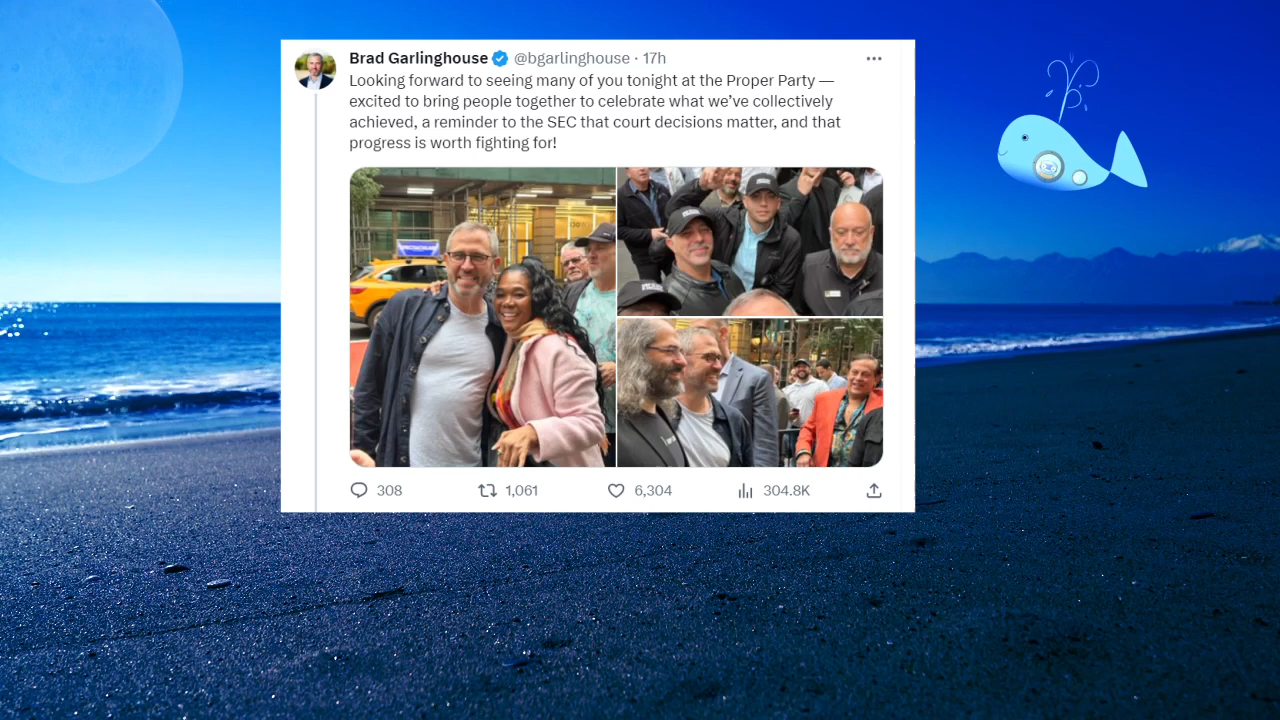 Brad Garlinghouse @bgarlinghouse · 17h
Looking forward to seeing many of you tonight at the Proper Party —
excited to bring people together to celebrate what we’ve collectively
achieved, a reminder to the SEC that court decisions matter, and that
progress is worth fighting for!
308 1,061 6,304 304.8K